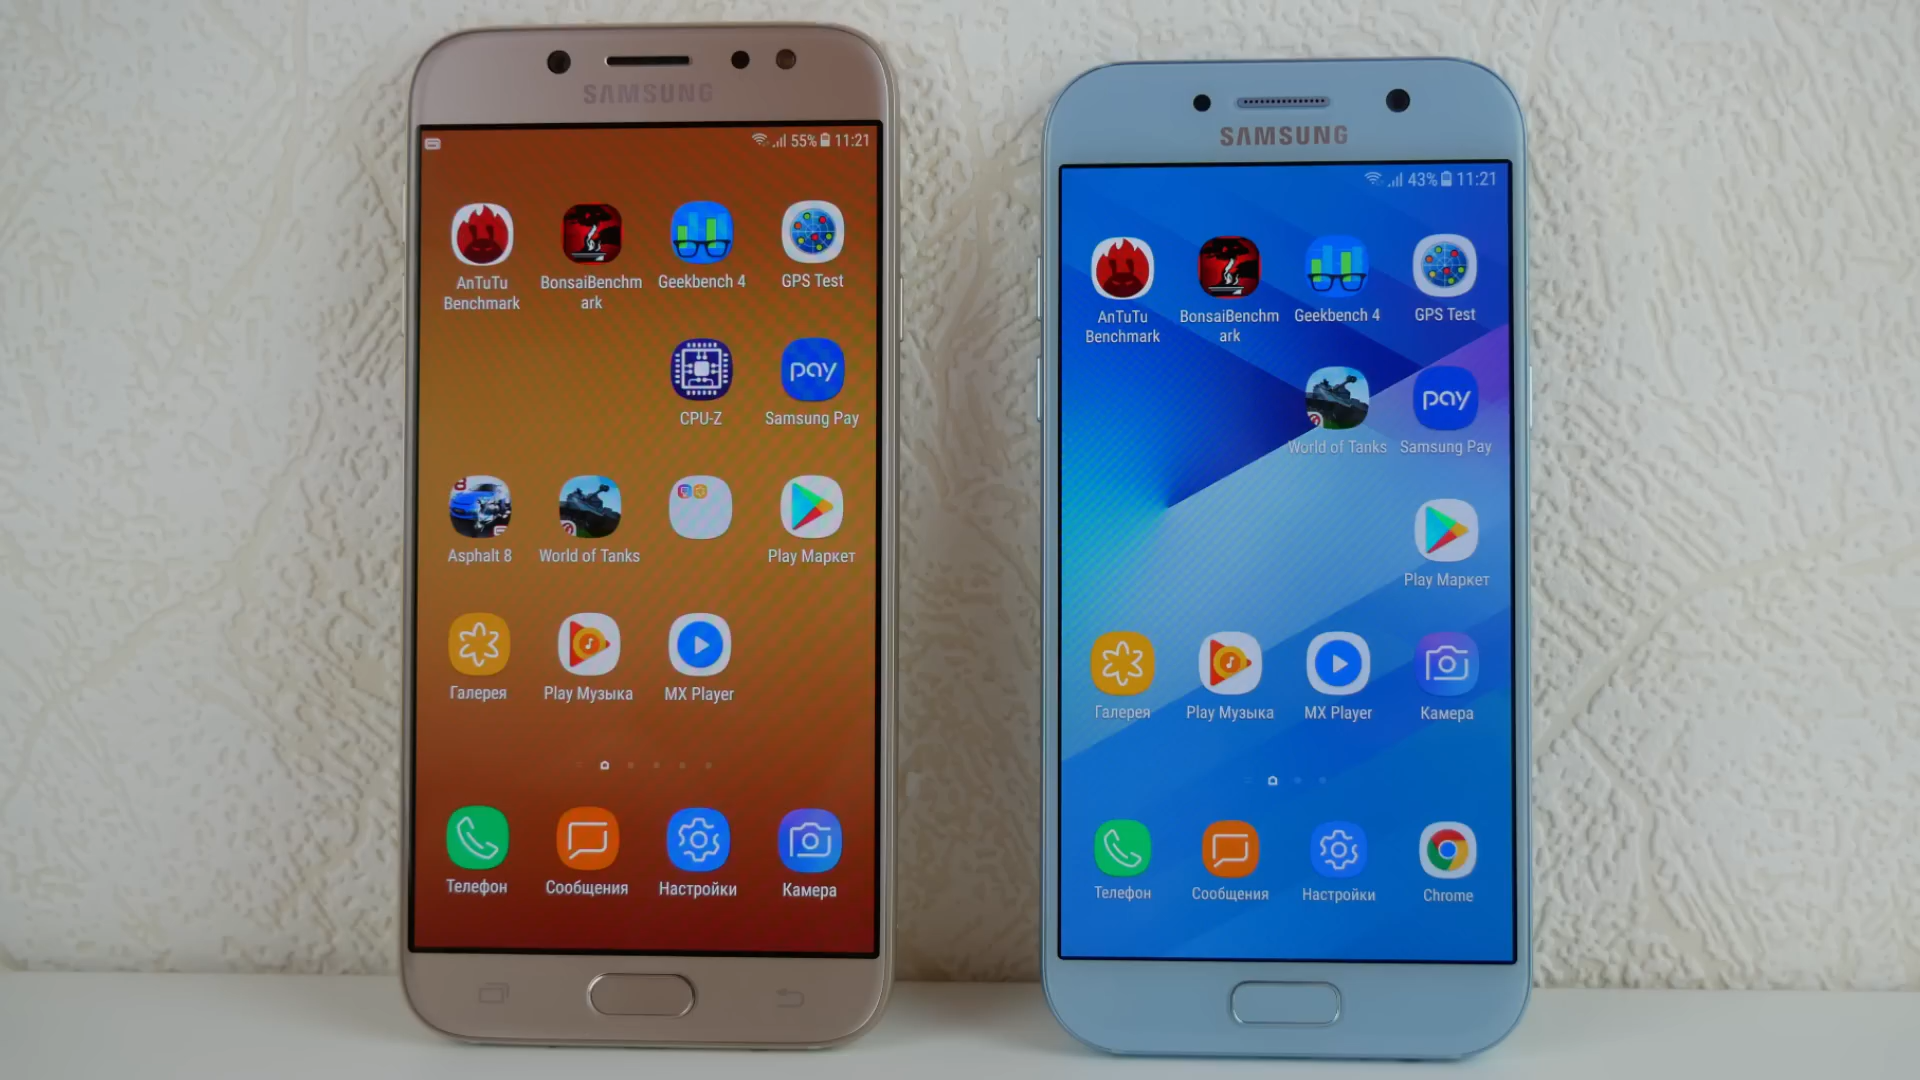 SAMSUNG
55% 11:21
AnTuTu
Benchmark
BonsaiBenchm
ark
Geekbench 4
GPS Test
CPU-Z
pay
Samsung Pay
8
Asphalt 8
World of Tanks
Play Маркет
Галерея
Play Музыка
MX Player
Телефон
Сообщения
Настройки
Камера
SAMSUNG
43% 11:21
AnTuTu
Benchmark
BonsaiBenchm
ark
Geekbench 4
GPS Test
World of Tanks
pay
Samsung Pay
Play Маркет
Галерея
Play Музыка
MX Player
Камера
Телефон
Сообщения
Настройки
Chrome